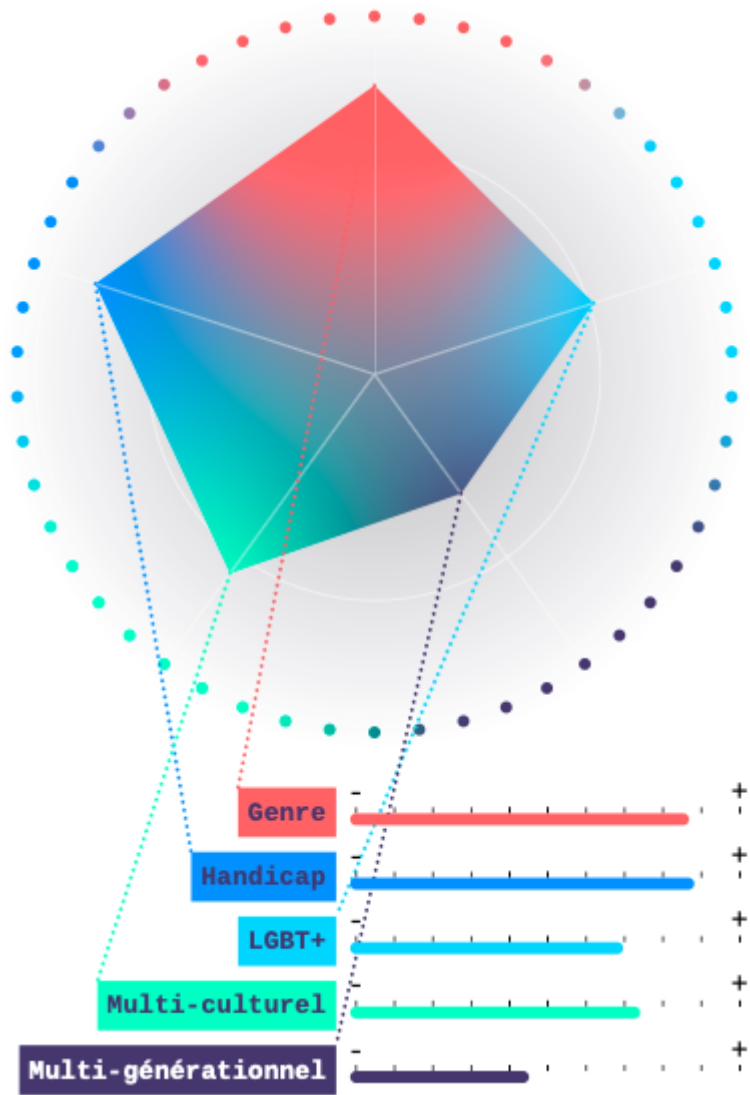 - +
Genre
- +
Handicap
- +
LGBT+
- +
Multi-culturel
- +
Multi-générationnel